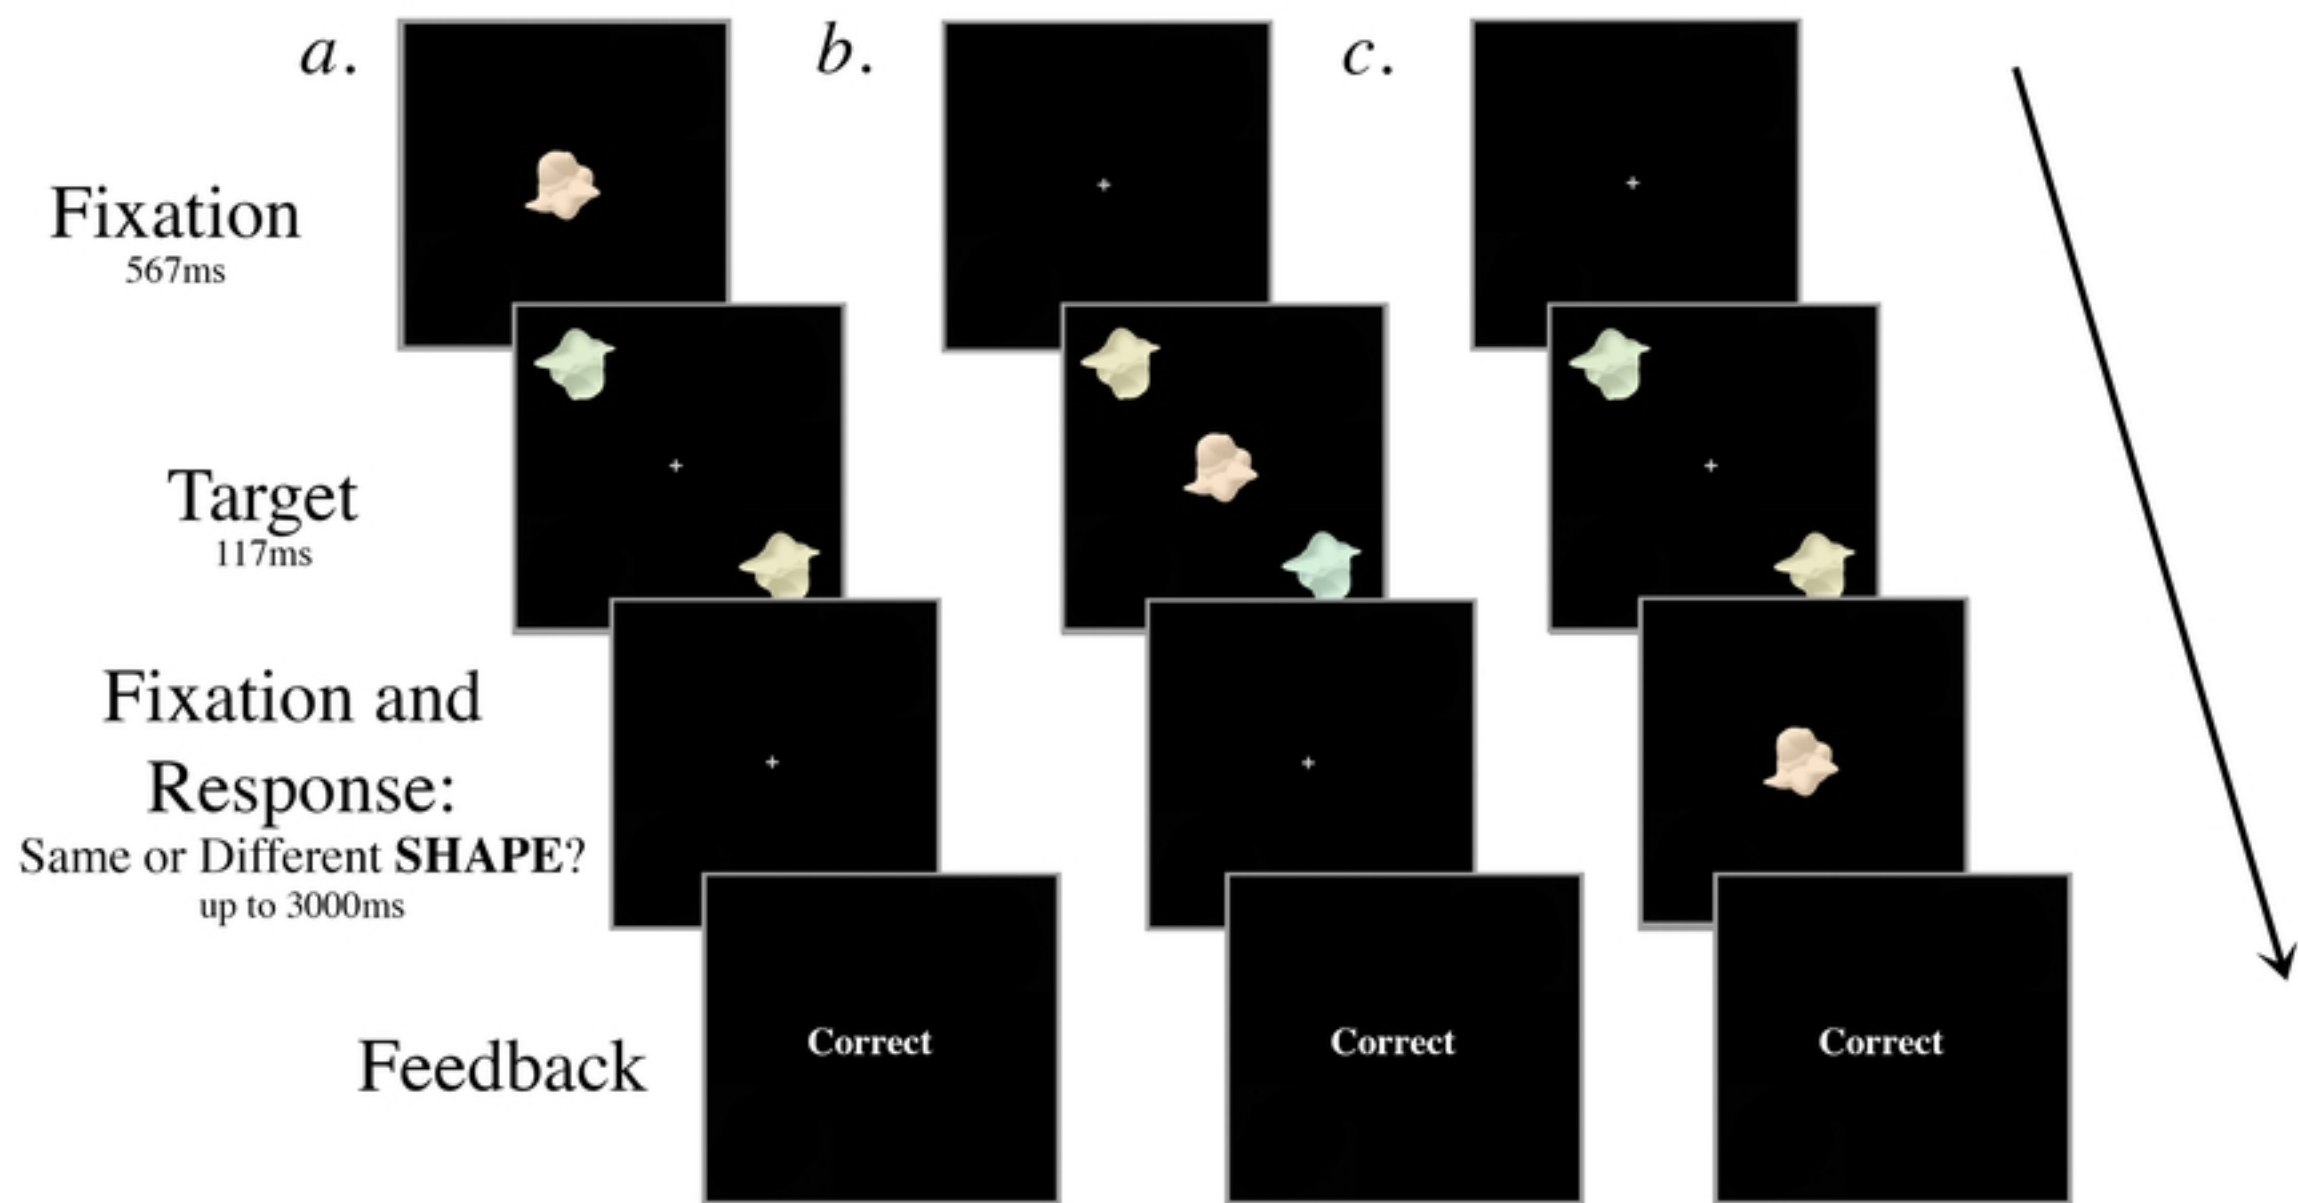 a.
b.
c.
Fixation
567ms
Target
117ms
Fixation and
Response:
Same or Different SHAPE?
up to 3000ms
Feedback
Correct
Correct
Correct